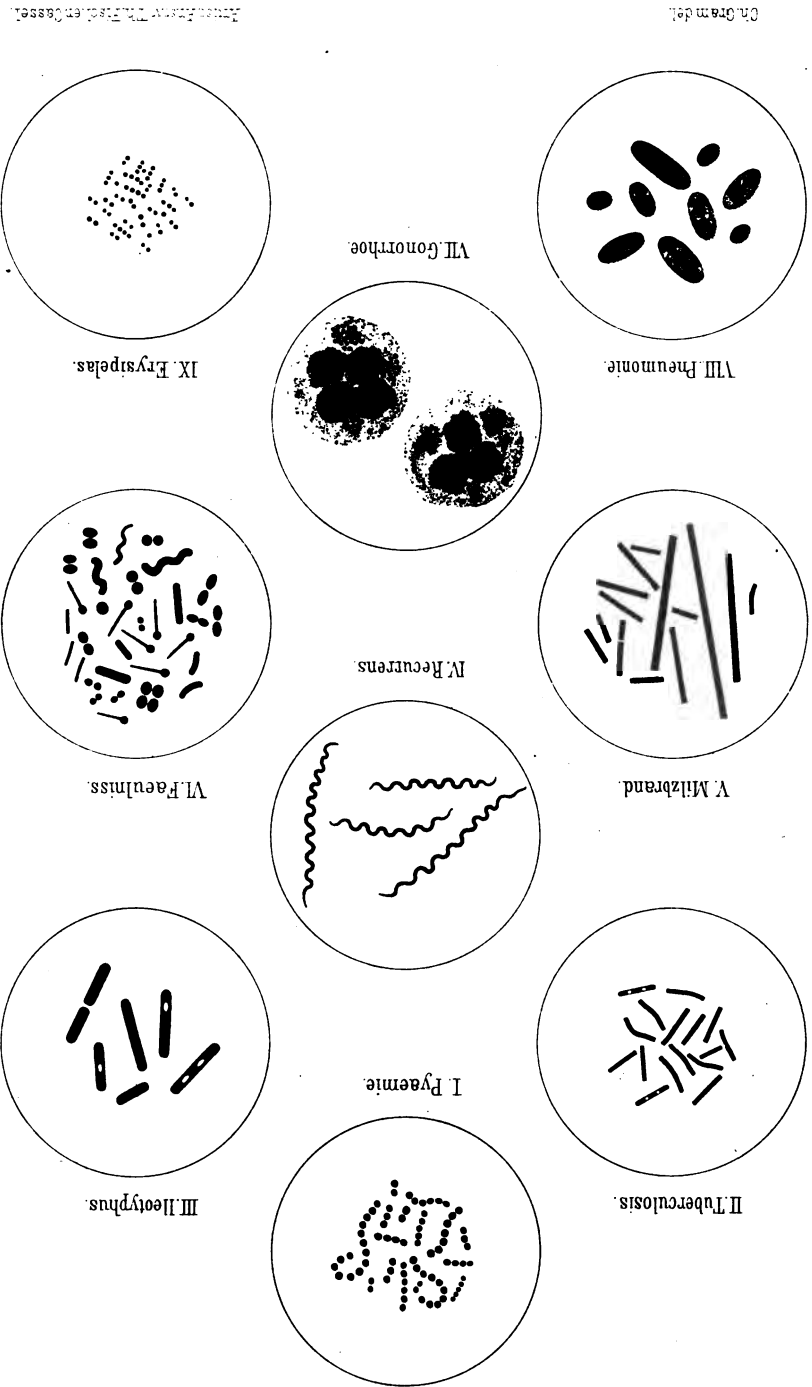 II. Tuberculosis.
III. Ileotyphus.
I. Pyaemie.
V. Milzbrand.
VI. Faeulniss.
IV. Recurrens.
VIII. Pneumonie.
IX. Erysipelas.
VII. Gonorrhoe.
Ch. Gram del.
Th. Fischer, Cassel.